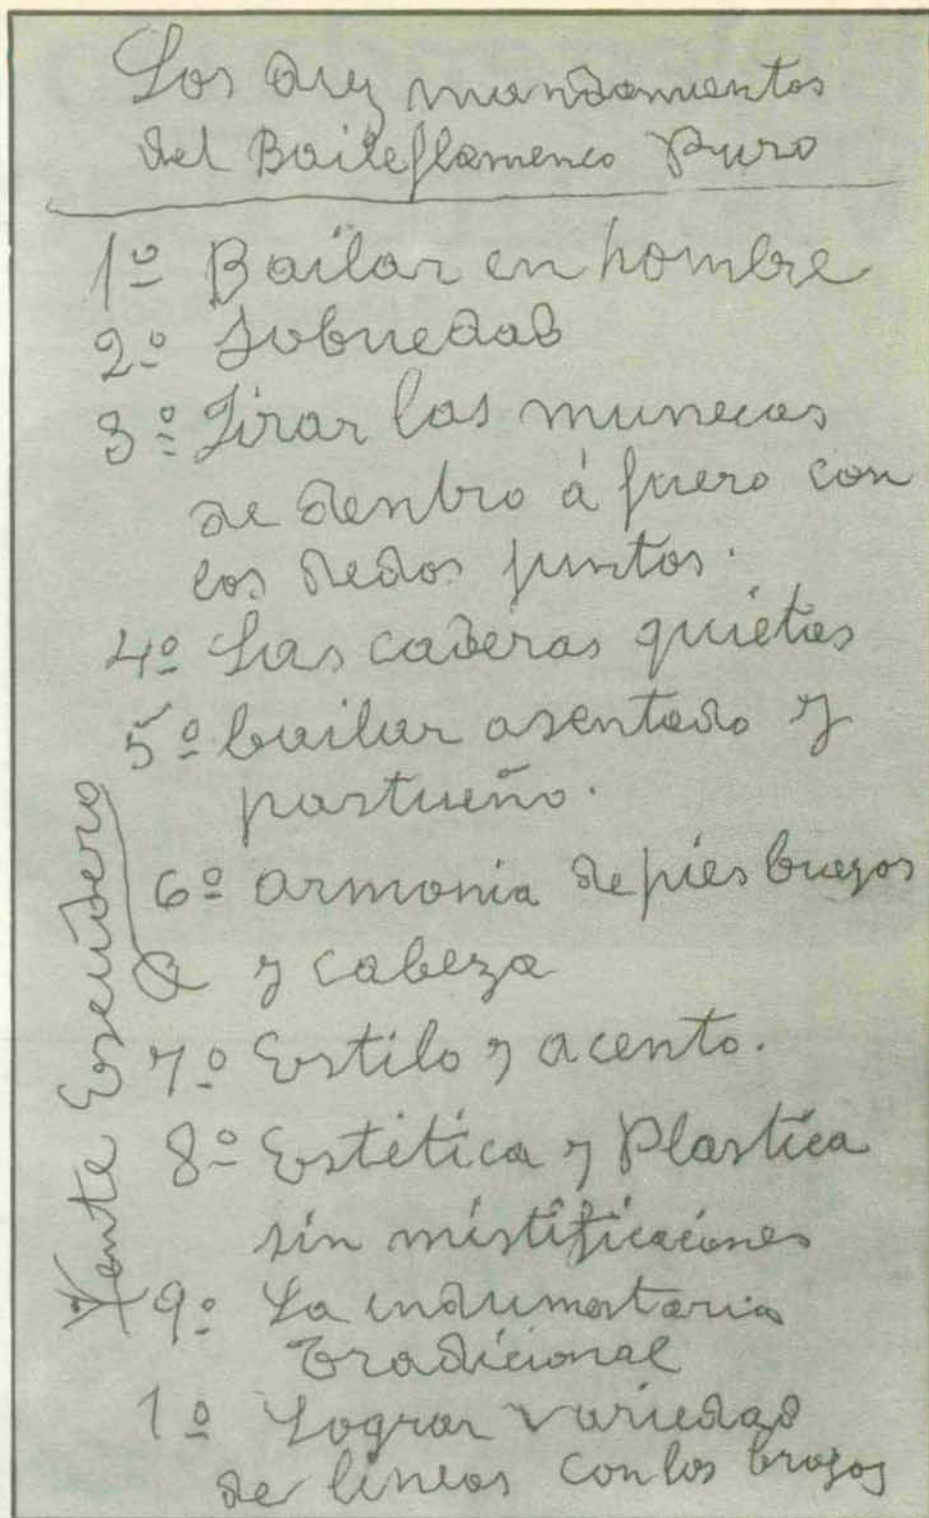 Los diez mandamientos
del Baile flamenco Puro
1º Bailar en hombre
2º Sobriedad
3º Jirar las muñecas
de dentro á fuera con
los dedos juntos.
4º Las caderas quietas
5º bailar asentado y
pastueño.
6º armonia de pies brazos
y cabeza
7º Estilo y acento.
8º Estética y Plastica
sin mistificaciones
9º La indumentaria
tradicional
1º Lograr variedad
de lineas con los brazos
Vicente Escudero